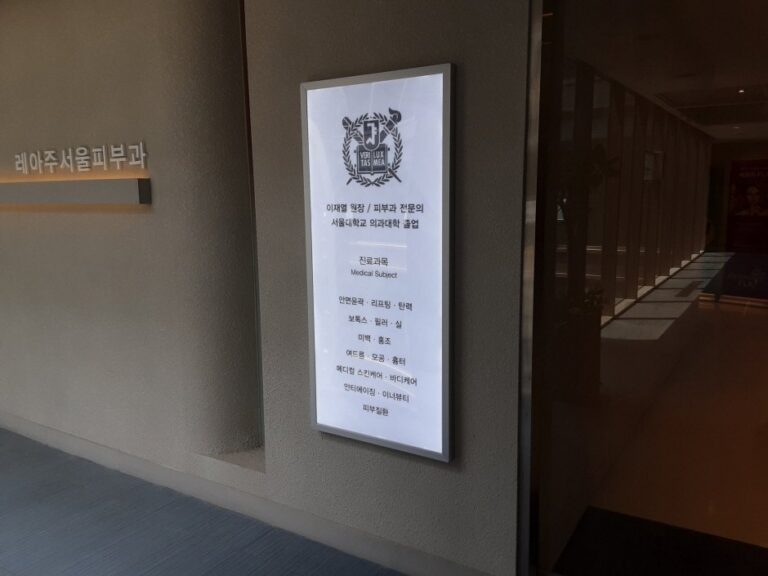 레아주서울피부과
VERI LUX
TAS MEA
이재열 원장 / 피부과 전문의
서울대학교 의과대학 졸업
진료과목
Medical Subject
안면윤곽 · 리프팅 · 탄력
보톡스 · 필러 · 실
미백 · 홍조
여드름 · 모공 · 흉터
메디컬 스킨케어 · 바디케어
안티에이징 · 이너뷰티
피부질환